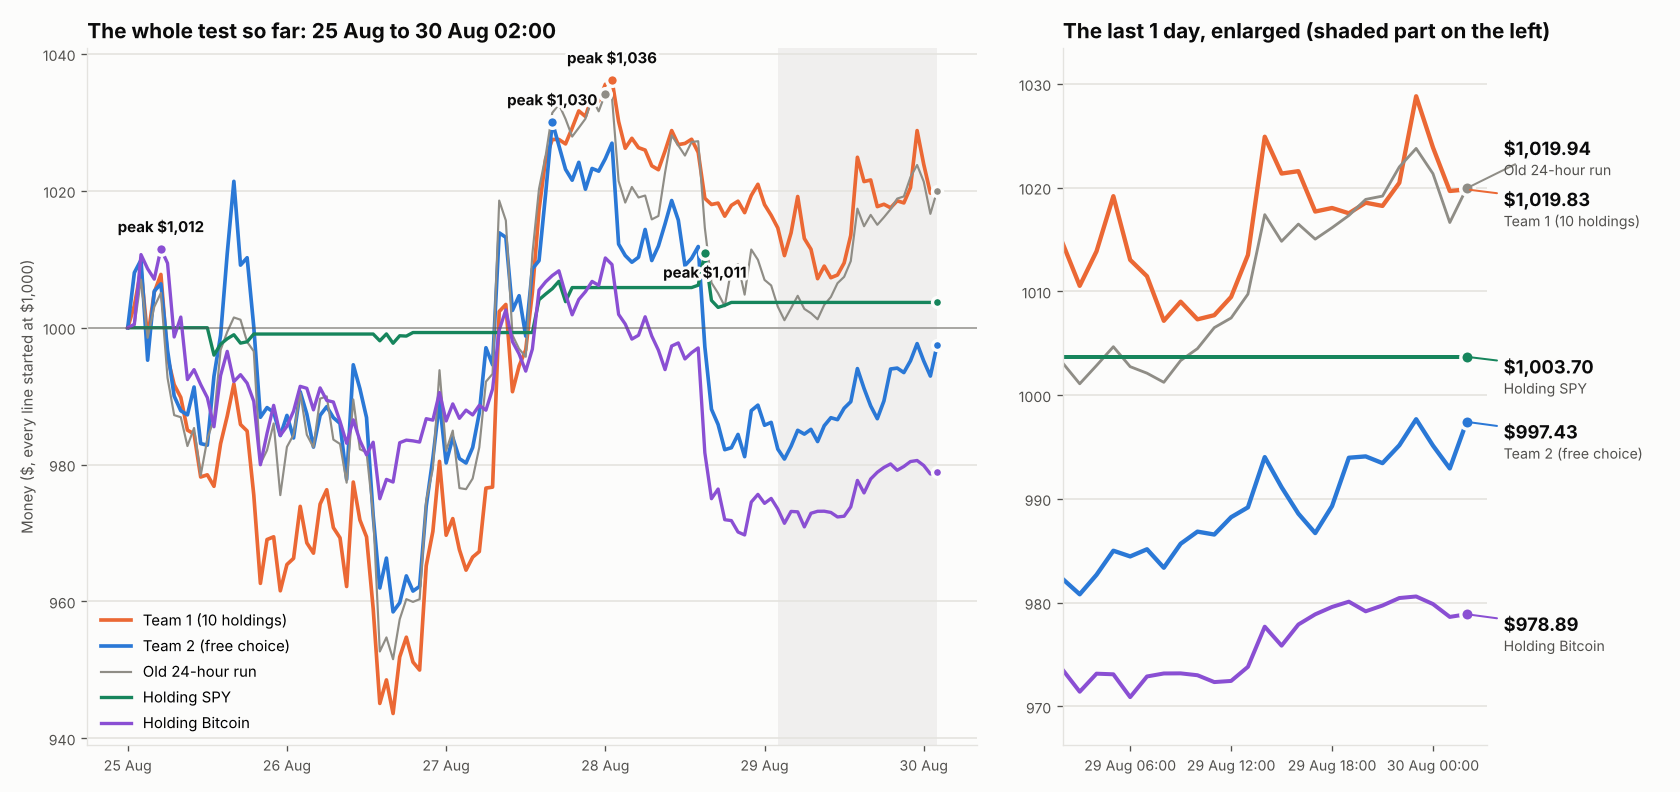 The whole test so far: 25 Aug to 30 Aug 02:00
Money ($, every line started at $1,000)
1040
1020
1000
980
960
940
peak $1,012
peak $1,030
peak $1,036
peak $1,011
Team 1 (10 holdings)
Team 2 (free choice)
Old 24-hour run
Holding SPY
Holding Bitcoin
25 Aug
26 Aug
27 Aug
28 Aug
29 Aug
30 Aug
The last 1 day, enlarged (shaded part on the left)
1030
1020
1010
1000
990
980
970
$1,019.94
Old 24-hour run
$1,019.83
Team 1 (10 holdings)
$1,003.70
Holding SPY
$997.43
Team 2 (free choice)
$978.89
Holding Bitcoin
29 Aug 06:00
29 Aug 12:00
29 Aug 18:00
30 Aug 00:00